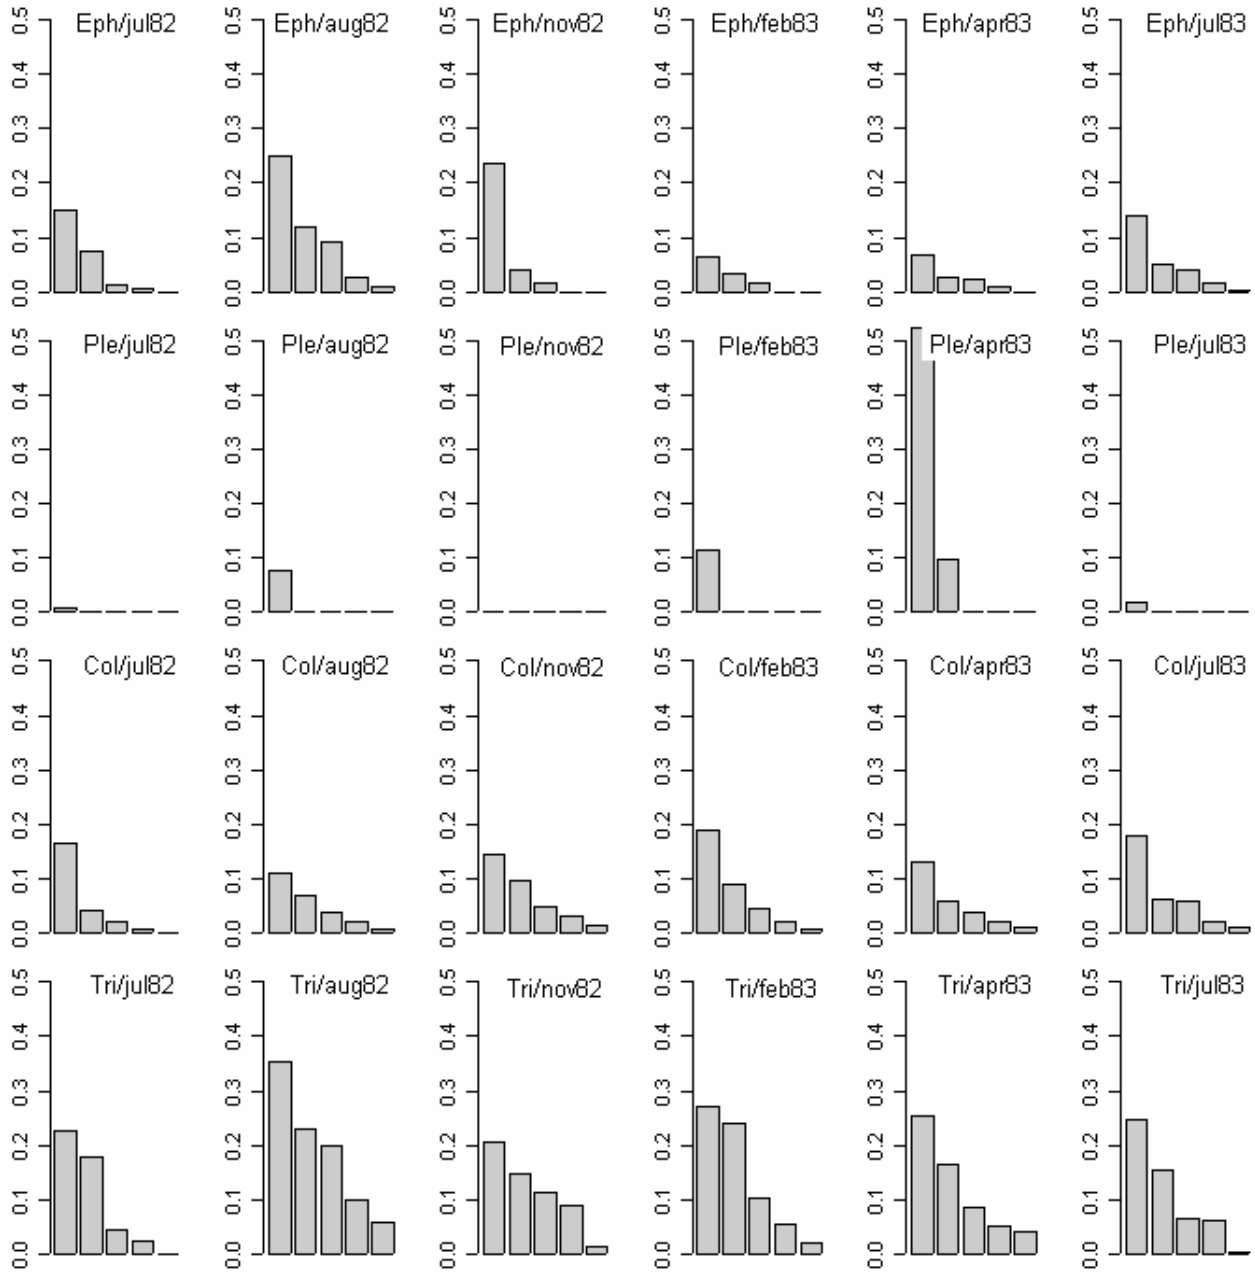 Eph/jul82 Eph/aug82 Eph/nov82 Eph/feb83 Eph/apr83 Eph/jul83
0.5 0.5 0.5 0.5 0.5 0.5
0.4 0.4 0.4 0.4 0.4 0.4
0.3 0.3 0.3 0.3 0.3 0.3
0.2 0.2 0.2 0.2 0.2 0.2
0.1 0.1 0.1 0.1 0.1 0.1
0.0 0.0 0.0 0.0 0.0 0.0
Ple/jul82 Ple/aug82 Ple/nov82 Ple/feb83 Ple/apr83 Ple/jul83
0.5 0.5 0.5 0.5 0.5 0.5
0.4 0.4 0.4 0.4 0.4 0.4
0.3 0.3 0.3 0.3 0.3 0.3
0.2 0.2 0.2 0.2 0.2 0.2
0.1 0.1 0.1 0.1 0.1 0.1
0.0 0.0 0.0 0.0 0.0 0.0
Col/jul82 Col/aug82 Col/nov82 Col/feb83 Col/apr83 Col/jul83
0.5 0.5 0.5 0.5 0.5 0.5
0.4 0.4 0.4 0.4 0.4 0.4
0.3 0.3 0.3 0.3 0.3 0.3
0.2 0.2 0.2 0.2 0.2 0.2
0.1 0.1 0.1 0.1 0.1 0.1
0.0 0.0 0.0 0.0 0.0 0.0
Tri/jul82 Tri/aug82 Tri/nov82 Tri/feb83 Tri/apr83 Tri/jul83
0.5 0.5 0.5 0.5 0.5 0.5
0.4 0.4 0.4 0.4 0.4 0.4
0.3 0.3 0.3 0.3 0.3 0.3
0.2 0.2 0.2 0.2 0.2 0.2
0.1 0.1 0.1 0.1 0.1 0.1
0.0 0.0 0.0 0.0 0.0 0.0